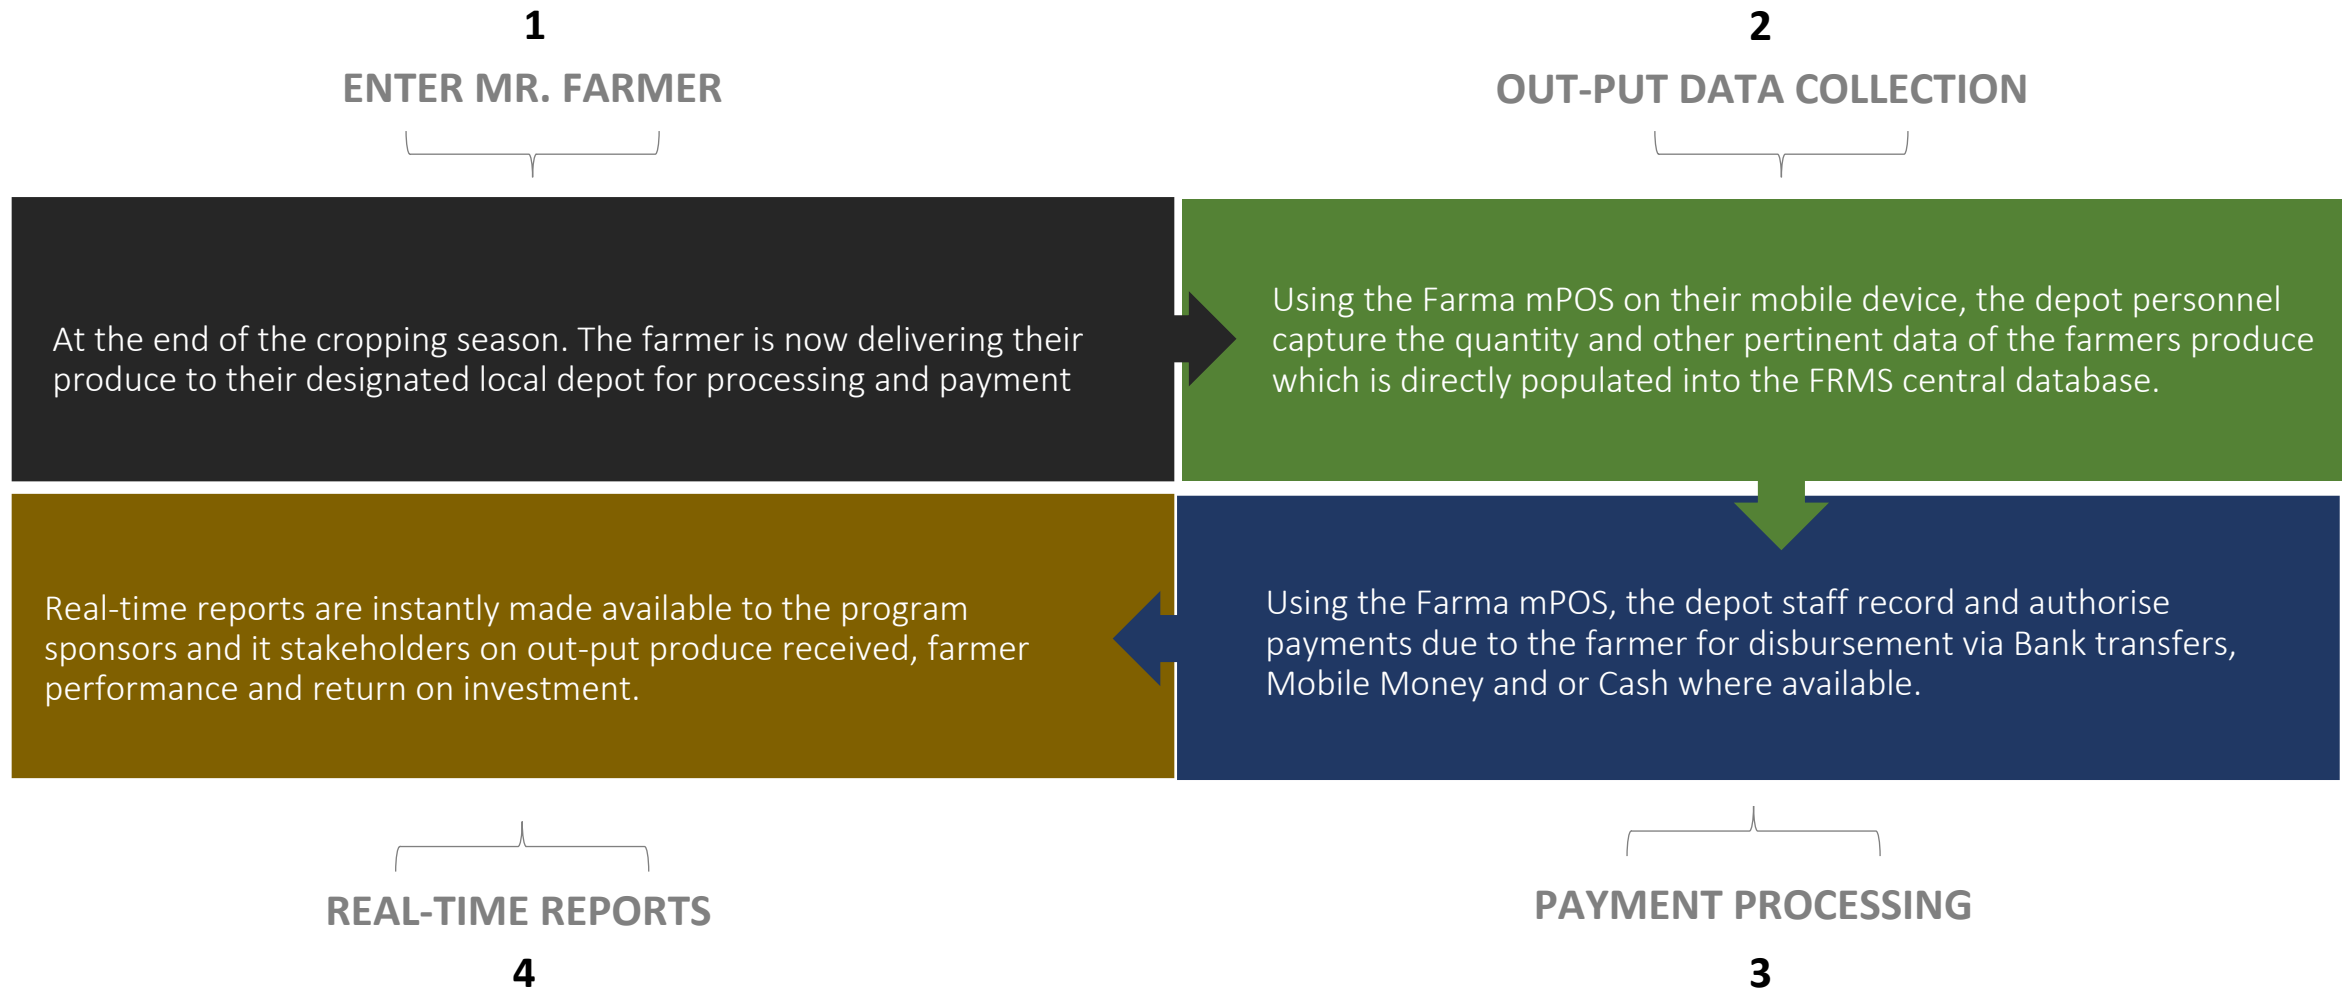 1
ENTER MR. FARMER
2
OUT-PUT DATA COLLECTION
At the end of the cropping season. The farmer is now delivering their
produce to their designated local depot for processing and payment
Using the Farma mPOS on their mobile device, the depot personnel
capture the quantity and other pertinent data of the farmers produce
which is directly populated into the FRMS central database.
Using the Farma mPOS, the depot staff record and authorise
payments due to the farmer for disbursement via Bank transfers,
Mobile Money and or Cash where available.
PAYMENT PROCESSING
3
Real-time reports are instantly made available to the program
sponsors and it stakeholders on out-put produce received, farmer
performance and return on investment.
REAL-TIME REPORTS
4